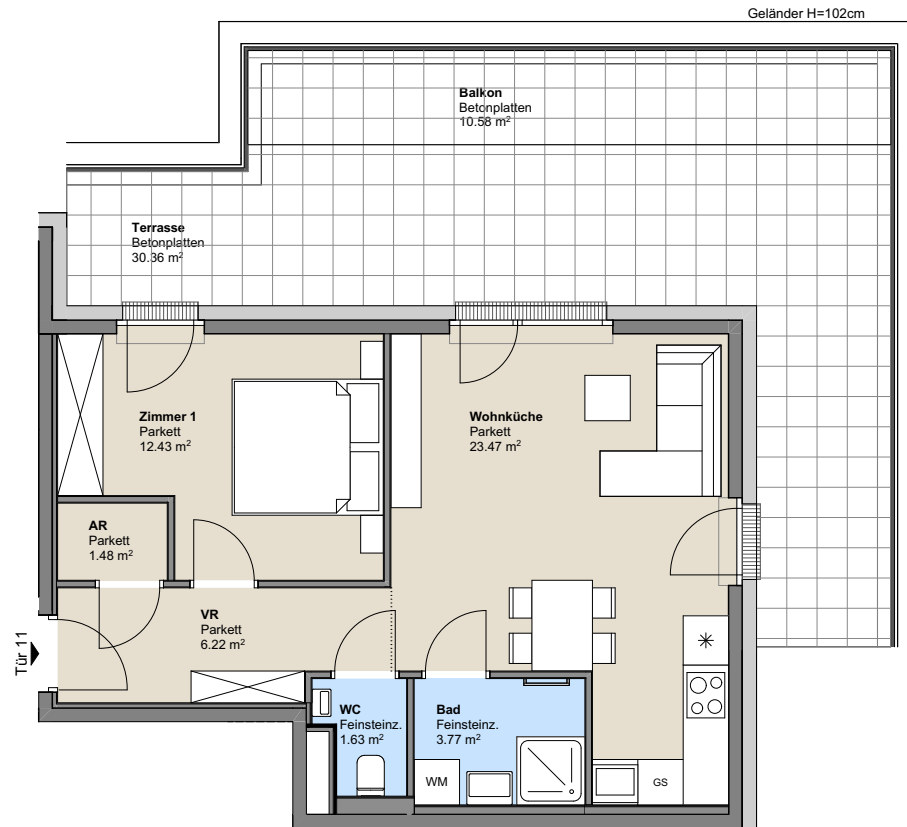 Geländer H=102cm
Balkon
Betonplatten
10.58 m²
Terrasse
Betonplatten
30.36 m²
Zimmer 1
Parkett
12.43 m²
Wohnküche
Parkett
23.47 m²
AR
Parkett
1.48 m²
VR
Parkett
6.22 m²
Tür 11
WC
Feinsteinz.
1.63 m²
Bad
Feinsteinz.
3.77 m²
WM
GS